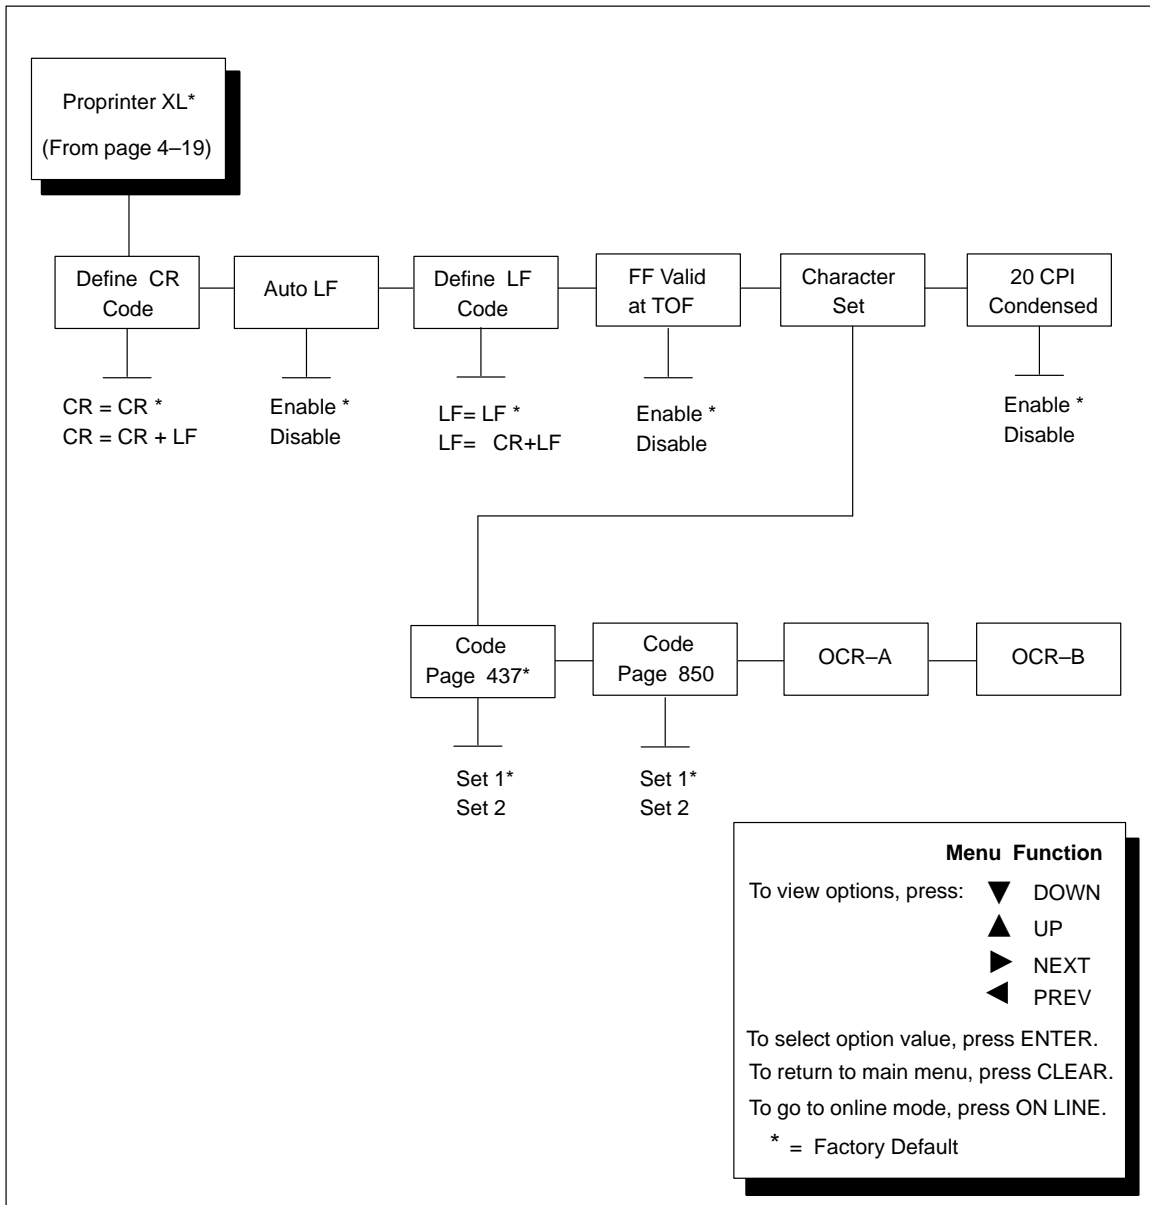 Proprinter XL*
(From page 4–19)
Define CR
Code
Auto LF
Define LF
Code
FF Valid
at TOF
Character
Set
20 CPI
Condensed
CR = CR *
CR = CR + LF
Enable *
Disable
LF= LF *
LF= CR+LF
Enable *
Disable
Enable *
Disable
Code
Page 437*
Code
Page 850
OCR–A
OCR–B
Set 1*
Set 2
Set 1*
Set 2
Menu Function
To view options, press: ▼ DOWN
▲ UP
▶ NEXT
◀ PREV
To select option value, press ENTER.
To return to main menu, press CLEAR.
To go to online mode, press ON LINE.
* = Factory Default